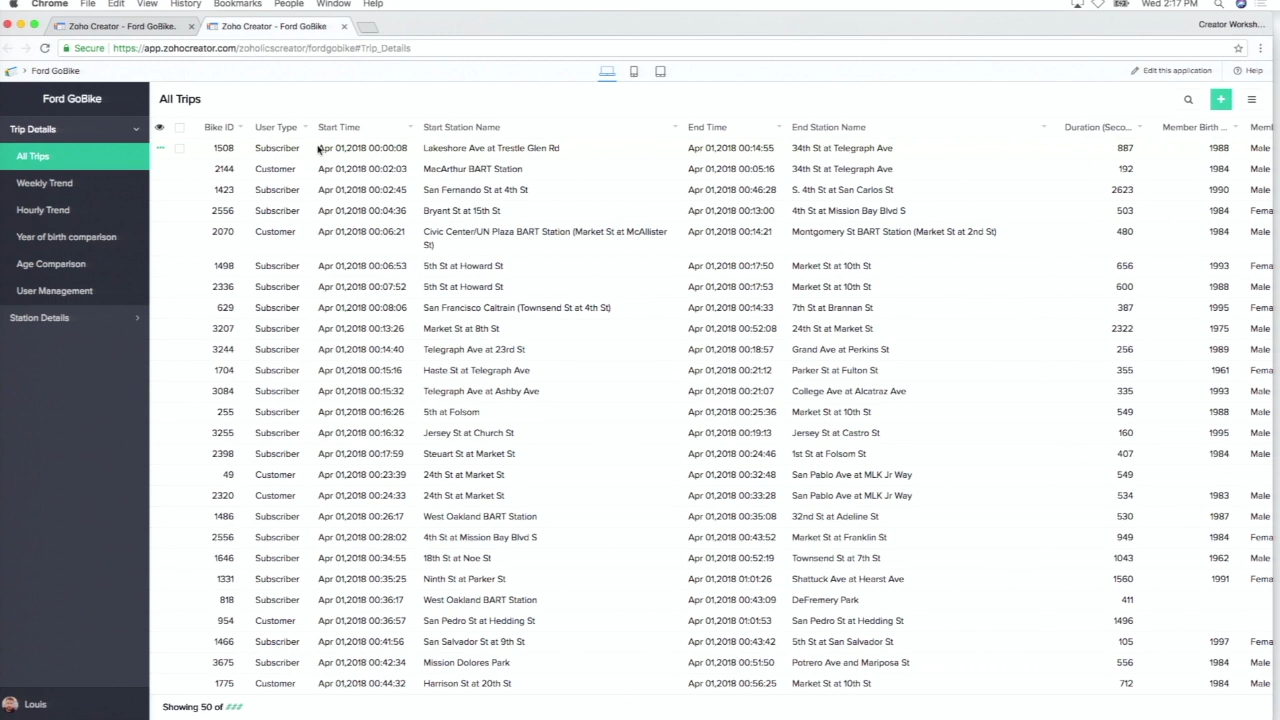 Chrome File Edit View History Bookmarks People Window Help Wed 2:17 PM
Zoho Creator - Ford GoBike. Zoho Creator - Ford GoBike Creator Worksh...
Secure https://app.zohocreator.com/zoholicscreator/fordgobike#Trip_Details
Ford GoBike Edit this application Help
Ford GoBike
Trip Details
All Trips
Weekly Trend
Hourly Trend
Year of birth comparison
Age Comparison
User Management
Station Details
Louis
All Trips
Bike ID User Type Start Time Start Station Name End Time End Station Name Duration (Seco... Member Birth ... Meml
1508 Subscriber Apr 01,2018 00:00:08 Lakeshore Ave at Trestle Glen Rd Apr 01,2018 00:14:55 34th St at Telegraph Ave 887 1988 Male
2144 Customer Apr 01,2018 00:02:03 MacArthur BART Station Apr 01,2018 00:05:16 34th St at Telegraph Ave 192 1984 Male
1423 Subscriber Apr 01,2018 00:02:45 San Fernando St at 4th St Apr 01,2018 00:46:28 S. 4th St at San Carlos St 2623 1990 Male
2556 Subscriber Apr 01,2018 00:04:36 Bryant St at 15th St Apr 01,2018 00:13:00 4th St at Mission Bay Blvd S 503 1984 Fema
2070 Customer Apr 01,2018 00:06:21 Civic Center/UN Plaza BART Station (Market St at McAllister Apr 01,2018 00:14:21 Montgomery St BART Station (Market St at 2nd St) 480 1984 Male
St)
1498 Subscriber Apr 01,2018 00:06:53 5th St at Howard St Apr 01,2018 00:17:50 Market St at 10th St 656 1993 Fema
2336 Subscriber Apr 01,2018 00:07:52 5th St at Howard St Apr 01,2018 00:17:53 Market St at 10th St 600 1988 Male
629 Subscriber Apr 01,2018 00:08:06 San Francisco Caltrain (Townsend St at 4th St) Apr 01,2018 00:14:33 7th St at Brannan St 387 1995 Fema
3207 Subscriber Apr 01,2018 00:13:26 Market St at 8th St Apr 01,2018 00:52:08 24th St at Market St 2322 1975 Male
3244 Subscriber Apr 01,2018 00:14:40 Telegraph Ave at 23rd St Apr 01,2018 00:18:57 Grand Ave at Perkins St 256 1989 Male
1704 Subscriber Apr 01,2018 00:15:16 Haste St at Telegraph Ave Apr 01,2018 00:21:12 Parker St at Fulton St 355 1961 Fema
3084 Subscriber Apr 01,2018 00:15:32 Telegraph Ave at Ashby Ave Apr 01,2018 00:21:07 College Ave at Alcatraz Ave 335 1993 Male
255 Subscriber Apr 01,2018 00:16:26 5th at Folsom Apr 01,2018 00:25:36 Market St at 10th St 549 1988 Male
3255 Subscriber Apr 01,2018 00:16:32 Jersey St at Church St Apr 01,2018 00:19:13 Jersey St at Castro St 160 1995 Male
2398 Subscriber Apr 01,2018 00:17:59 Steuart St at Market St Apr 01,2018 00:24:46 1st St at Folsom St 407 1984 Male
49 Customer Apr 01,2018 00:23:39 24th St at Market St Apr 01,2018 00:32:48 San Pablo Ave at MLK Jr Way 549
2320 Customer Apr 01,2018 00:24:33 24th St at Market St Apr 01,2018 00:33:28 San Pablo Ave at MLK Jr Way 534 1983 Male
1486 Subscriber Apr 01,2018 00:26:17 West Oakland BART Station Apr 01,2018 00:35:08 32nd St at Adeline St 530 1987 Male
2556 Subscriber Apr 01,2018 00:28:02 4th St at Mission Bay Blvd S Apr 01,2018 00:43:52 Market St at Franklin St 949 1984 Fema
1646 Subscriber Apr 01,2018 00:34:55 18th St at Noe St Apr 01,2018 00:52:19 Townsend St at 7th St 1043 1962 Male
1331 Subscriber Apr 01,2018 00:35:25 Ninth St at Parker St Apr 01,2018 01:01:26 Shattuck Ave at Hearst Ave 1560 1991 Fema
818 Subscriber Apr 01,2018 00:36:17 West Oakland BART Station Apr 01,2018 00:43:09 DeFremery Park 411
954 Customer Apr 01,2018 00:36:57 San Pedro St at Hedding St Apr 01,2018 01:01:53 San Pedro St at Hedding St 1496
1466 Subscriber Apr 01,2018 00:41:56 San Salvador St at 9th St Apr 01,2018 00:43:42 5th St at San Salvador St 105 1997 Fema
3675 Subscriber Apr 01,2018 00:42:34 Mission Dolores Park Apr 01,2018 00:51:50 Potrero Ave and Mariposa St 556 1984 Male
1775 Customer Apr 01,2018 00:44:32 Harrison St at 20th St Apr 01,2018 00:56:25 Market St at 10th St 712 1984 Male
Showing 50 of ###